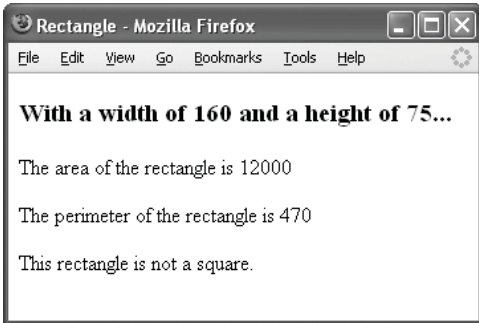 Rectangle - Mozilla Firefox
File Edit View Go Bookmarks Tools Help
With a width of 160 and a height of 75...
The area of the rectangle is 12000
The perimeter of the rectangle is 470
This rectangle is not a square.